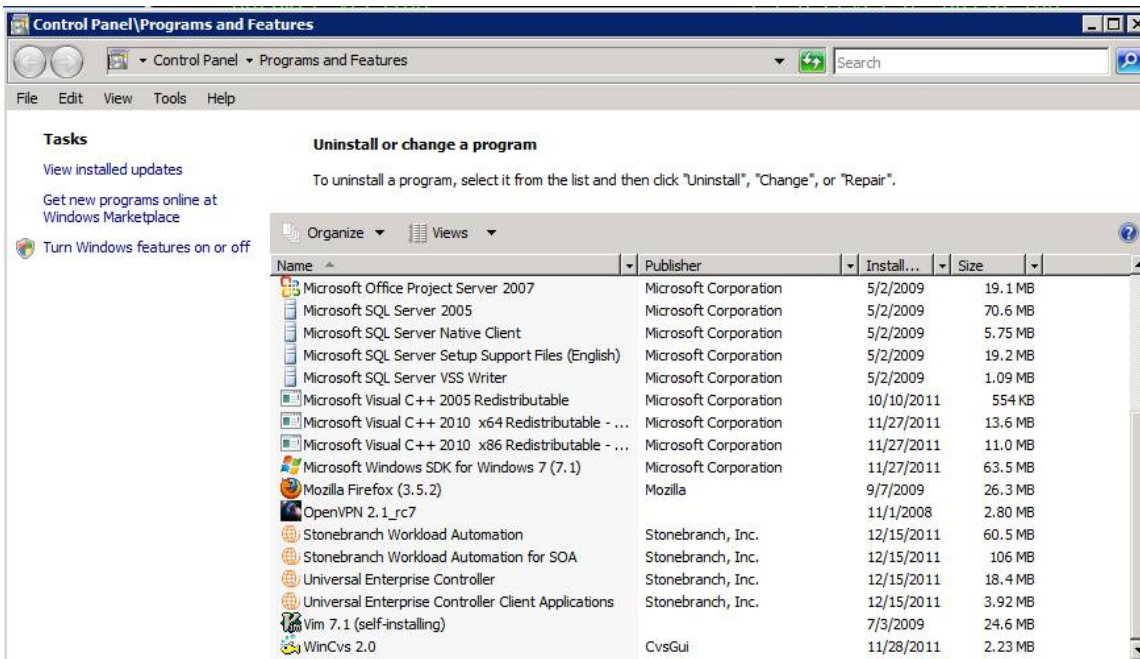 Control Panel\Programs and Features
Control Panel Programs and Features Search
File Edit View Tools Help
Tasks
View installed updates
Get new programs online at
Windows Marketplace
Turn Windows features on or off
Uninstall or change a program
To uninstall a program, select it from the list and then click "Uninstall", "Change", or "Repair".
Organize Views
Name Publisher Install... Size
Microsoft Office Project Server 2007 Microsoft Corporation 5/2/2009 19.1 MB
Microsoft SQL Server 2005 Microsoft Corporation 5/2/2009 70.6 MB
Microsoft SQL Server Native Client Microsoft Corporation 5/2/2009 5.75 MB
Microsoft SQL Server Setup Support Files (English) Microsoft Corporation 5/2/2009 19.2 MB
Microsoft SQL Server VSS Writer Microsoft Corporation 5/2/2009 1.09 MB
Microsoft Visual C++ 2005 Redistributable Microsoft Corporation 10/10/2011 554 KB
Microsoft Visual C++ 2010 x64 Redistributable - ... Microsoft Corporation 11/27/2011 13.6 MB
Microsoft Visual C++ 2010 x86 Redistributable - ... Microsoft Corporation 11/27/2011 11.0 MB
Microsoft Windows SDK for Windows 7 (7.1) Microsoft Corporation 11/27/2011 63.5 MB
Mozilla Firefox (3.5.2) Mozilla 9/7/2009 26.3 MB
OpenVPN 2.1_rc7 11/1/2008 2.80 MB
Stonebranch Workload Automation Stonebranch, Inc. 12/15/2011 60.5 MB
Stonebranch Workload Automation for SOA Stonebranch, Inc. 12/15/2011 106 MB
Universal Enterprise Controller Stonebranch, Inc. 12/15/2011 18.4 MB
Universal Enterprise Controller Client Applications Stonebranch, Inc. 12/15/2011 3.92 MB
Vim 7.1 (self-installing) 7/3/2009 24.6 MB
WinCvs 2.0 CvsGui 11/28/2011 2.23 MB